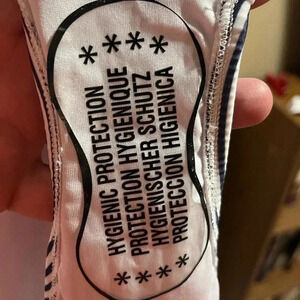 ****
HYGIENIC PROTECTION
PROTECTION HYGIENIQUE
HYGIENISCHER SCHUTZ
PROTECCION HIGIENICA
****